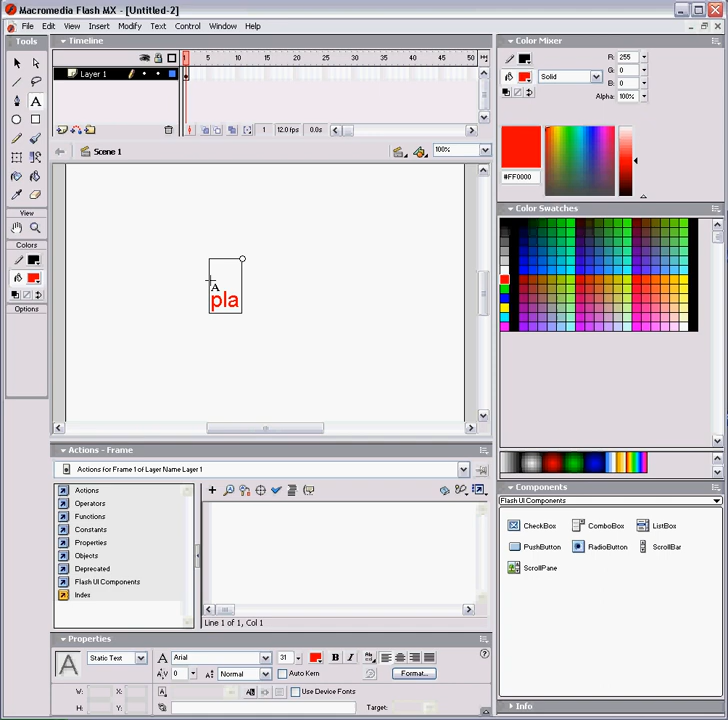 Macromedia Flash MX - [Untitled-2]
File Edit View Insert Modify Text Control Window Help
Tools
Timeline
1 5 10 15 20 25 30 35 40 45 50
Layer 1
1 12.0 fps 0.0s
Scene 1
100%
View
Colors
Options
pla
A
Color Mixer
R: 255
Solid
G: 0
B: 0
Alpha: 100%
#FF0000
Color Swatches
Actions - Frame
Actions for Frame 1 of Layer Name Layer 1
Actions
Operators
Functions
Constants
Properties
Objects
Deprecated
Flash UI Components
Index
Line 1 of 1, Col 1
Components
Flash UI Components
CheckBox ComboBox ListBox
PushButton RadioButton ScrollBar
ScrollPane
Properties
A Static Text A Arial 31 B I
A/V 0 Normal Auto Kern Format...
W: X: Use Device Fonts
H: Y: Target:
Info